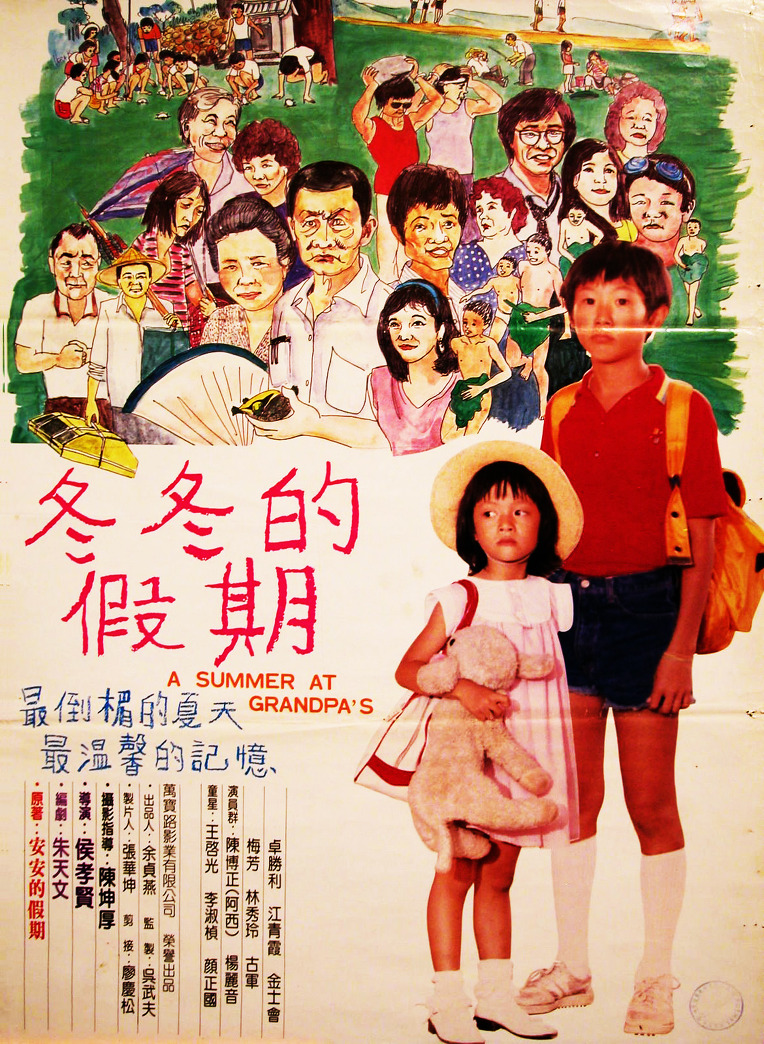 冬冬的
假期
A SUMMER AT
GRANDPA'S
最倒楣的夏天
最温馨的記憶
卓勝利 江青霞 金士會
梅芳 林秀玲 古軍
演員群：陳博正(阿西) 楊麗音
童星：王啓光 李淑楨 顔正國
萬寶路影業有限公司 榮譽出品
・出品人：余貞燕 監製：吳武夫
・製片人：張華坤 剪接：廖慶松
・攝影指導：陳坤厚
・導演：侯孝賢
・編劇：朱天文
・原著：安安的假期